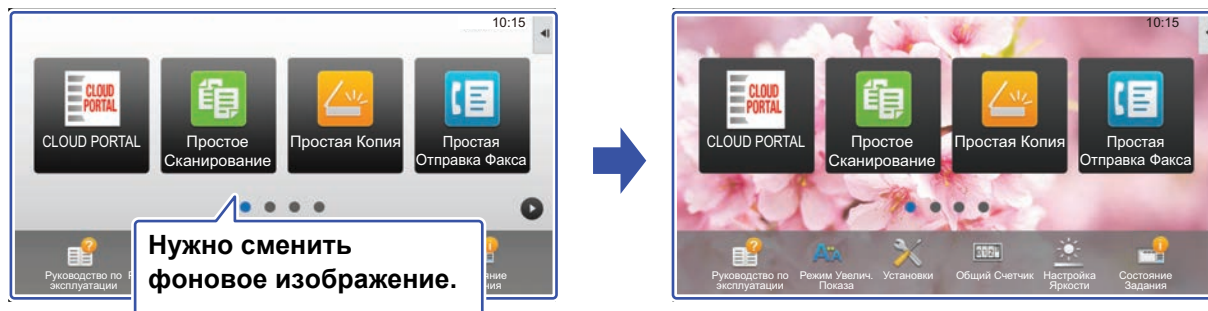 10:15
CLOUD
PORTAL
CLOUD PORTAL
Простое
Сканирование
Простая Копия
Простая
Отправка Факса
Нужно сменить
фоновое изображение.
Руководство по
эксплуатации
10:15
CLOUD
PORTAL
CLOUD PORTAL
Простое
Сканирование
Простая Копия
Простая
Отправка Факса
Руководство по
эксплуатации
Режим Увелич.
Показа
Установки
Общий Счетчик
Настройка
Яркости
Состояние
Задания